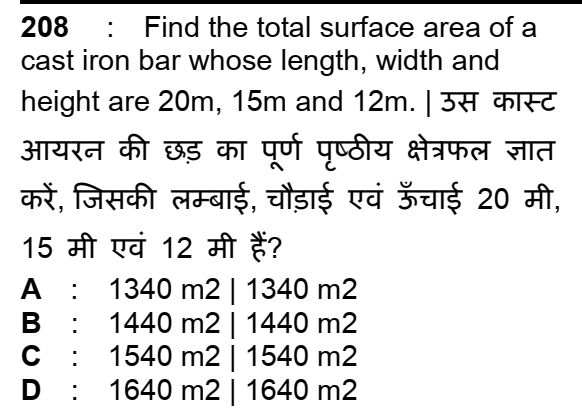 208 : Find the total surface area of a
cast iron bar whose length, width and
height are 20m, 15m and 12m. | उस कास्ट
आयरन की छड़ का पूर्ण पृष्ठीय क्षेत्रफल ज्ञात
करें, जिसकी लम्बाई, चौड़ाई एवं ऊँचाई 20 मी,
15 मी एवं 12 मी हैं?
A : 1340 m2 | 1340 m2
B : 1440 m2 | 1440 m2
C : 1540 m2 | 1540 m2
D : 1640 m2 | 1640 m2